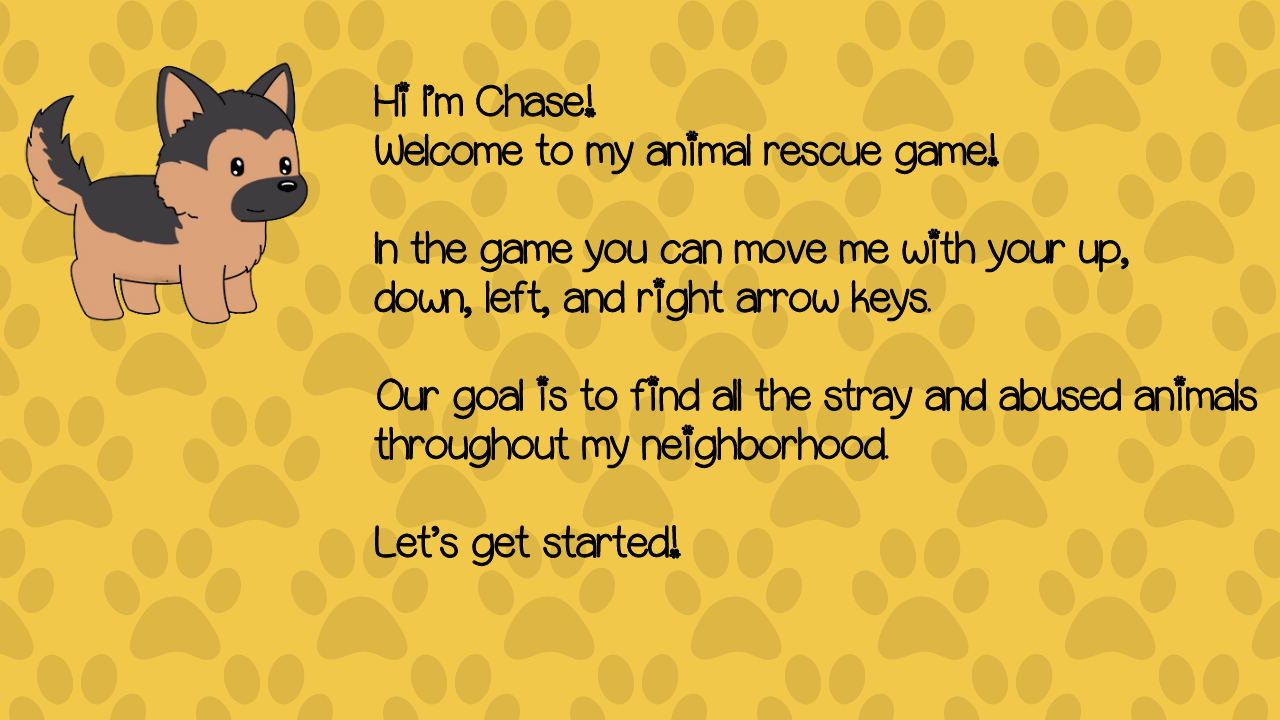 Hi I'm Chase!
Welcome to my animal rescue game!
In the game you can move me with your up,
down, left, and right arrow keys.
Our goal is to find all the stray and abused animals
throughout my neighborhood.
Let's get started!